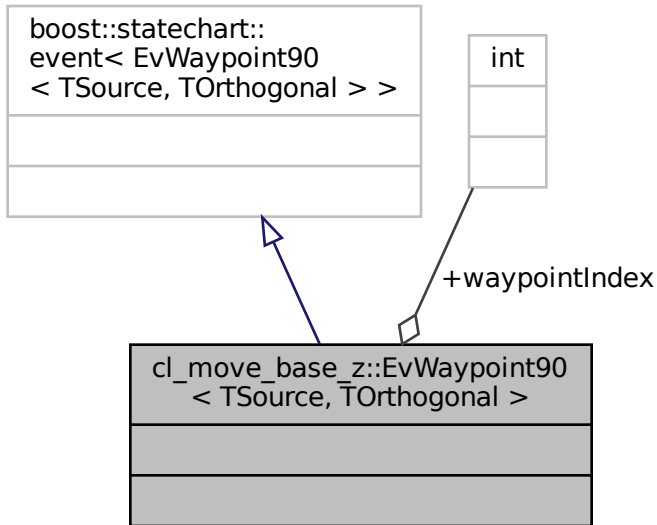 boost::statechart::
event< EvWaypoint90
< TSource, TOrthogonal > >
int
+waypointIndex
cl_move_base_z::EvWaypoint90
< TSource, TOrthogonal >